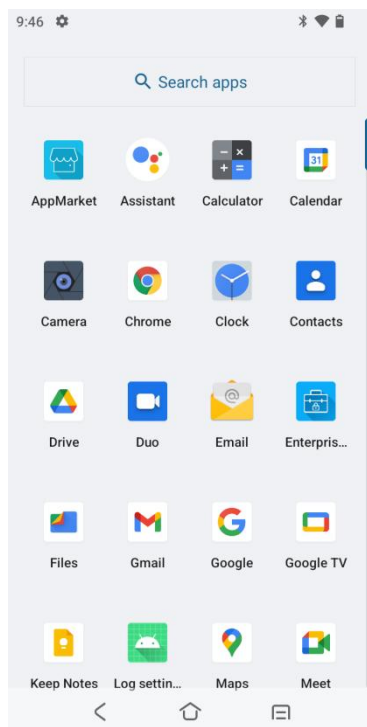 9:46
Search apps
AppMarket Assistant Calculator Calendar
31
Camera Chrome Clock Contacts
Drive Duo Email Enterpris...
Files Gmail Google Google TV
Keep Notes Log settin... Maps Meet